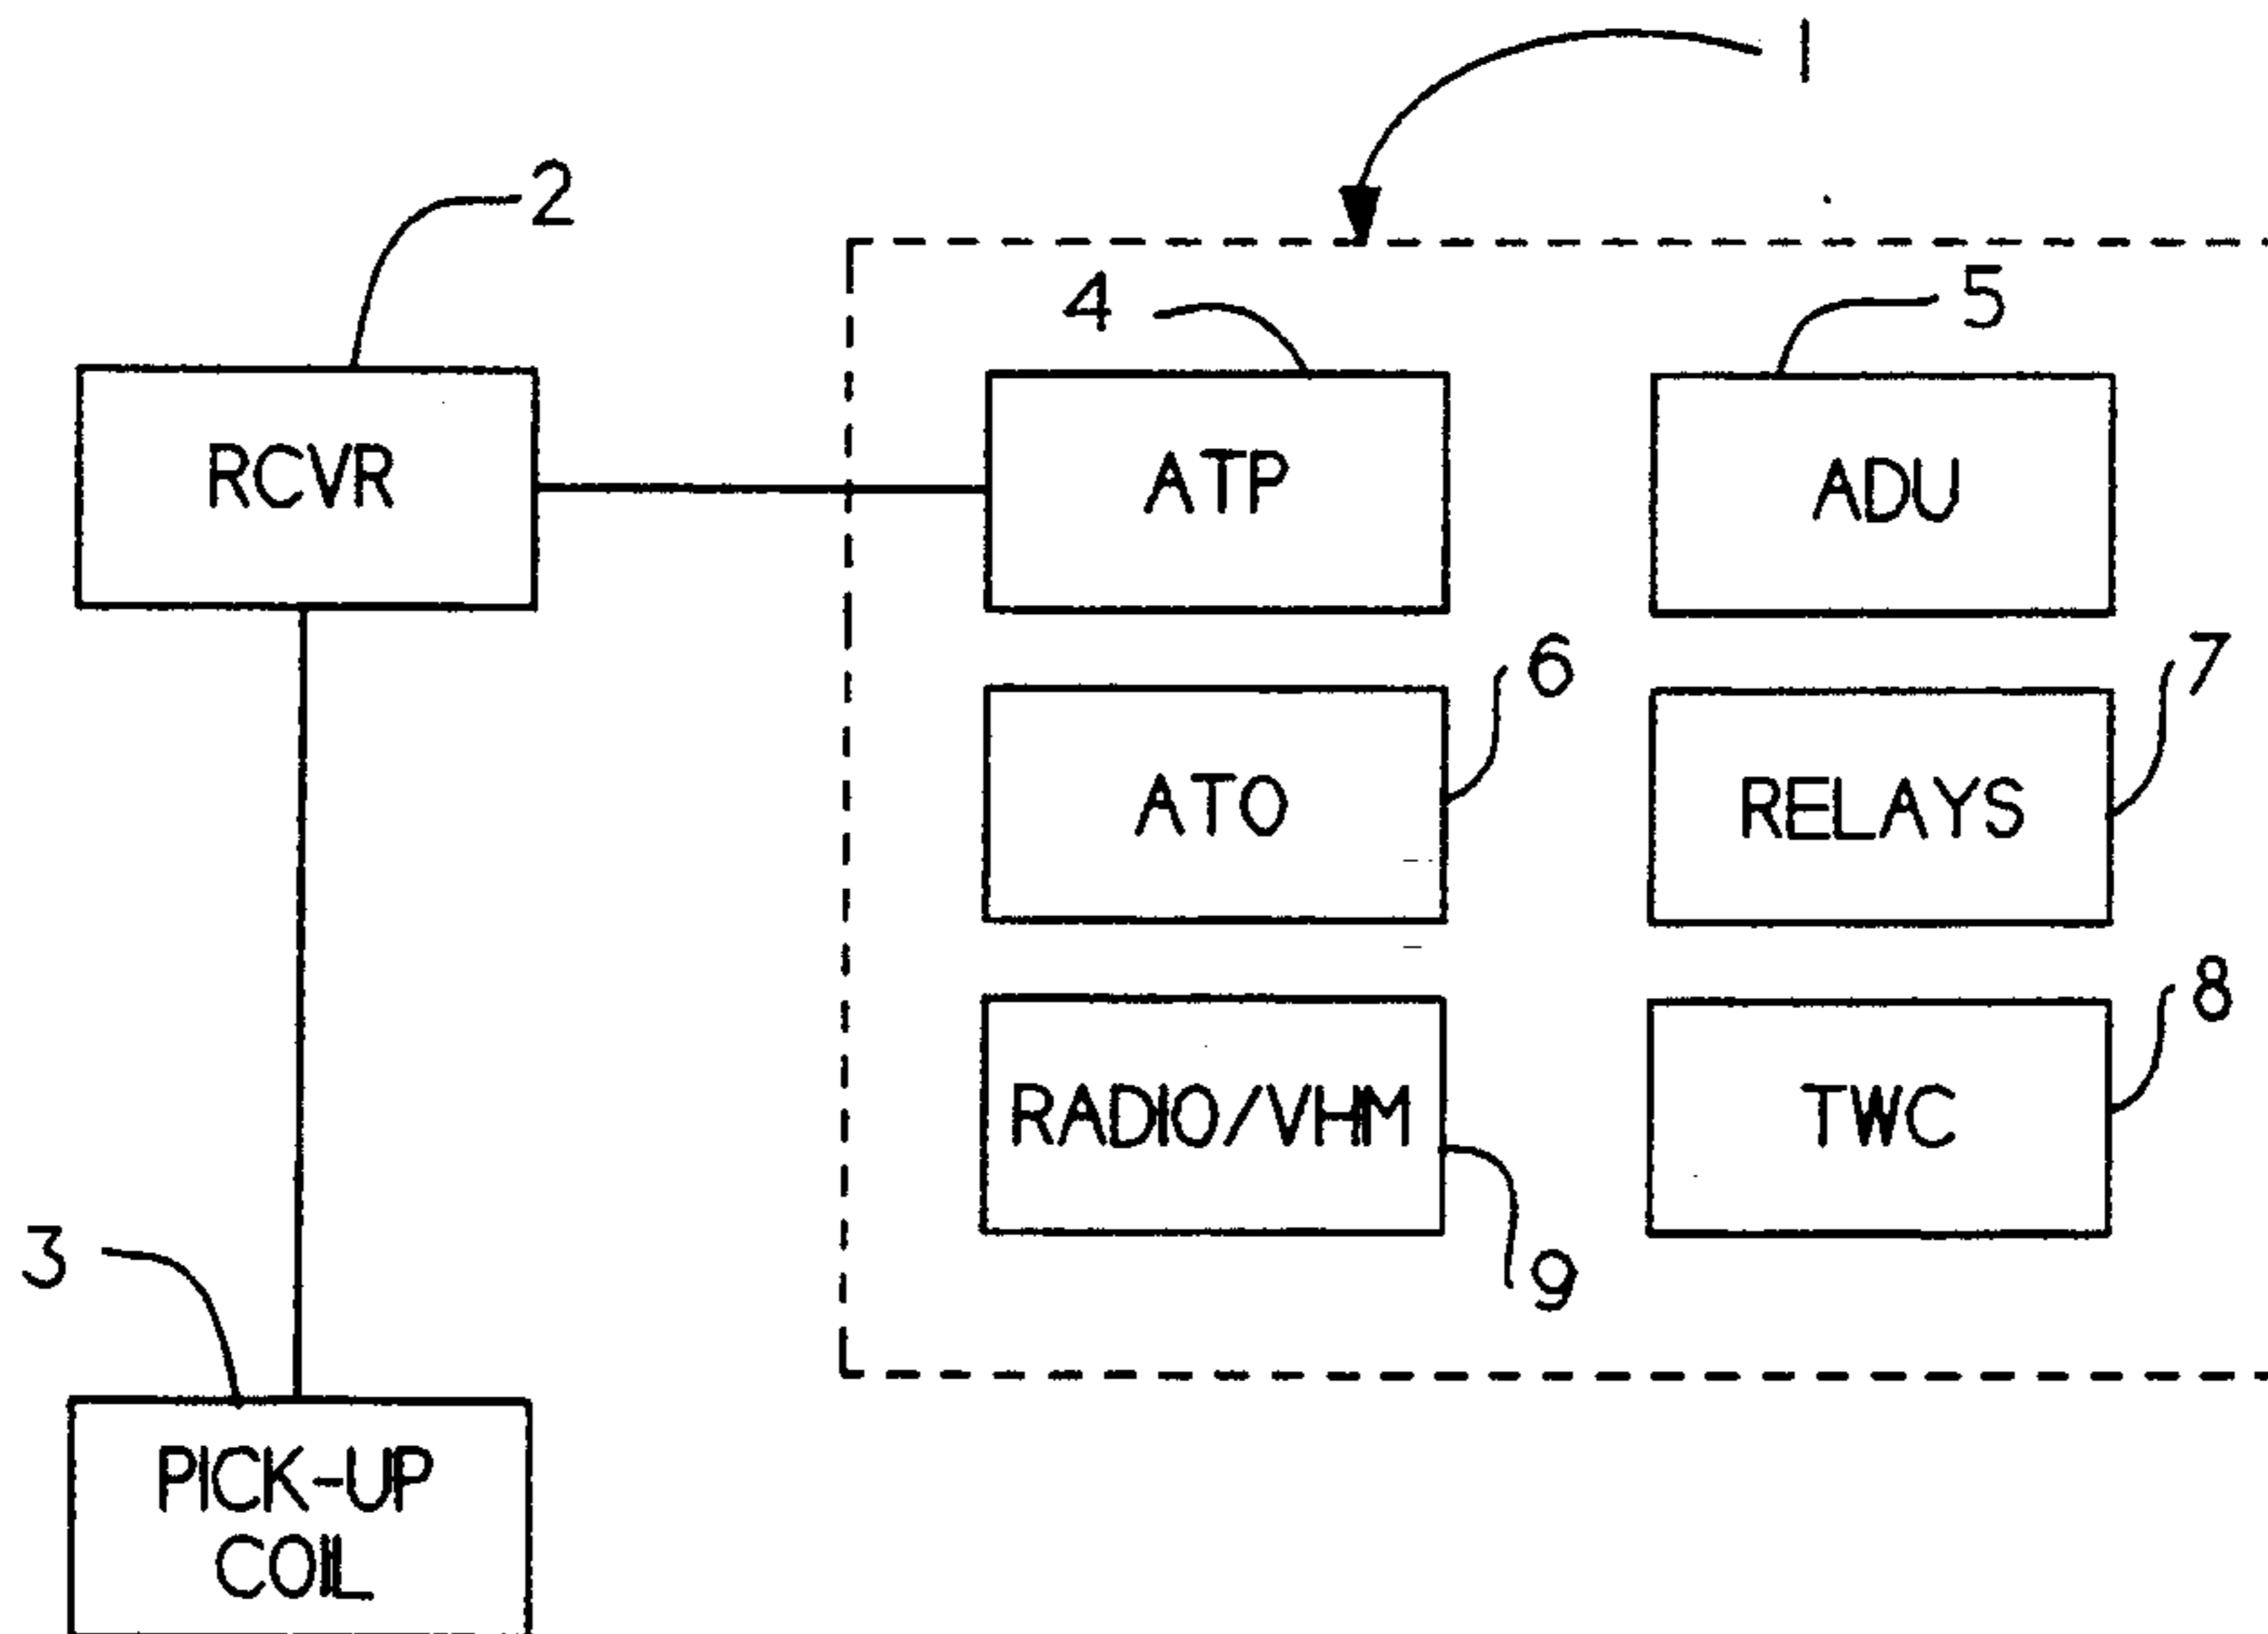 1
2
4
5
RCVR
ATP
ADU
6
7
ATO
RELAYS
8
RADIO/VHM
TWC
3
9
PICK-UP
COIL